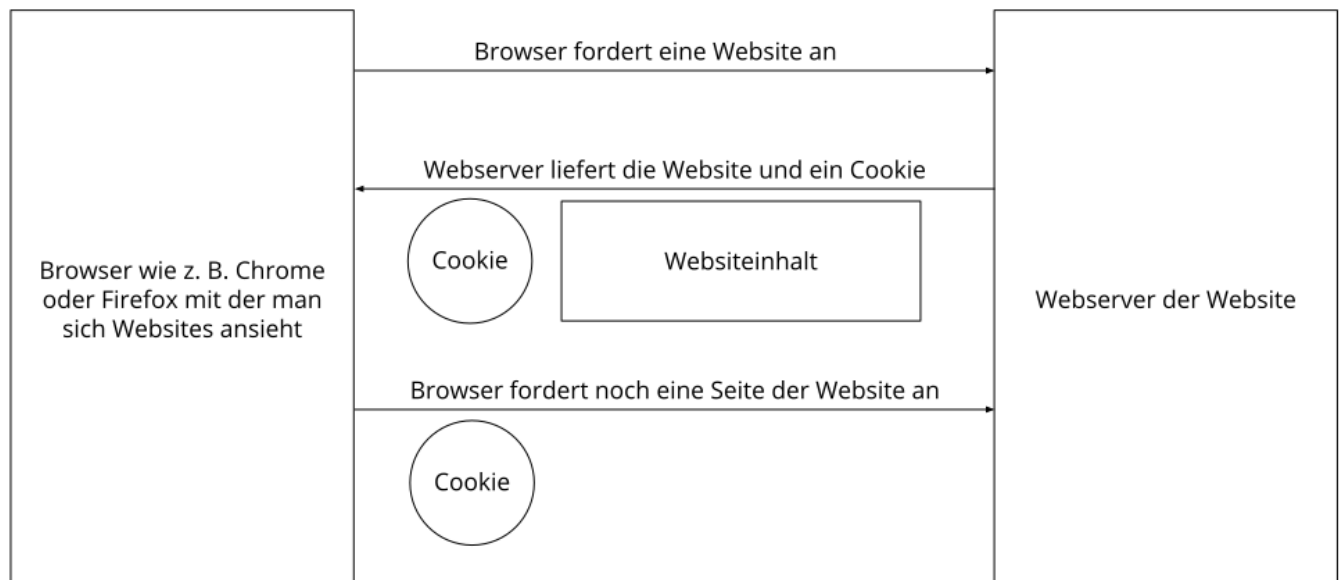 Browser fordert eine Website an
Webserver liefert die Website und ein Cookie
Cookie
Websiteinhalt
Browser wie z. B. Chrome
oder Firefox mit der man
sich Websites ansieht
Webserver der Website
Browser fordert noch eine Seite der Website an
Cookie